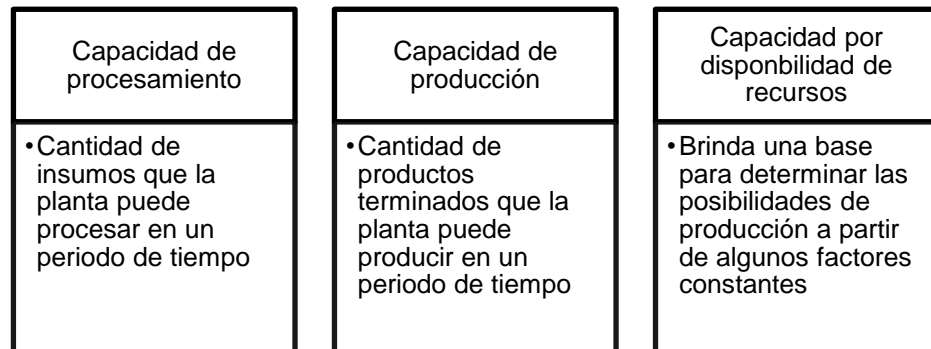 Capacidad de
procesamiento
•Cantidad de
insumos que la
planta puede
procesar en un
periodo de tiempo
Capacidad de
producción
•Cantidad de
productos
terminados que la
planta puede
producir en un
periodo de tiempo
Capacidad por
disponbilidad de
recursos
•Brinda una base
para determinar las
posibilidades de
producción a partir
de algunos factores
constantes